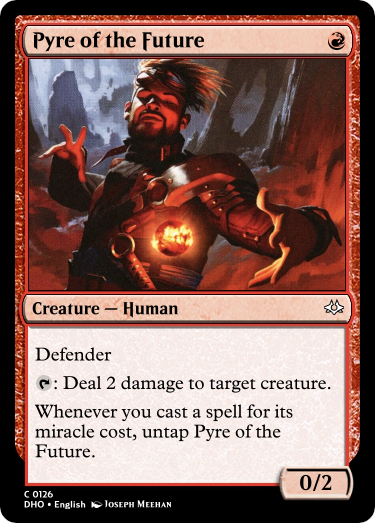 Pyre of the Future
Creature — Human
Defender
: Deal 2 damage to target creature.
Whenever you cast a spell for its
miracle cost, untap Pyre of the
Future.
0/2
C 0126
DHO • English Joseph Meehan